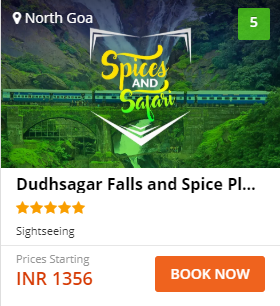 North Goa
5
Spices
AND
Safari
Dudhsagar Falls and Spice Pl...
Sightseeing
Prices Starting
INR 1356
BOOK NOW